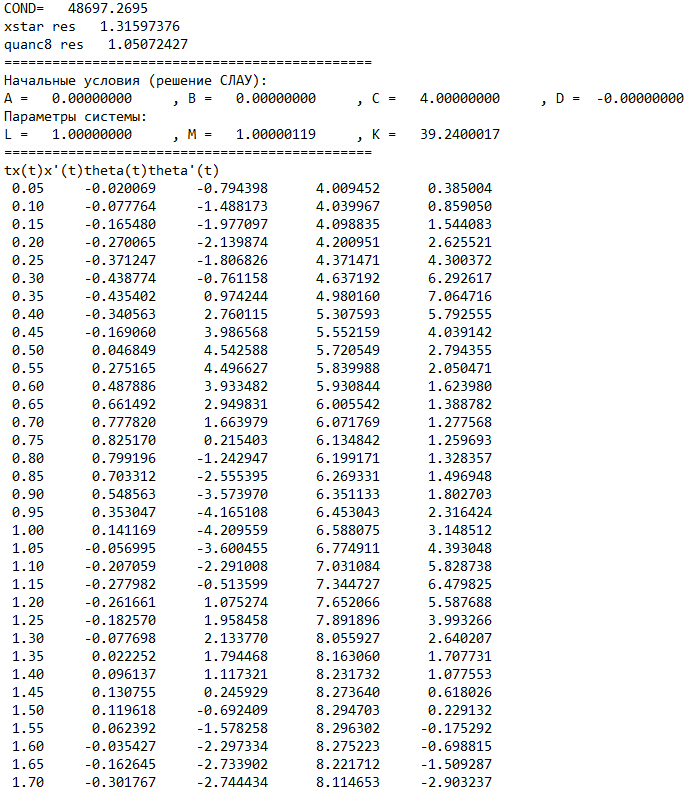 COND=   48697.2695
xstar res   1.31597376
quanc8 res   1.05072427
==============================================
Начальные условия (решение СЛАУ):
A =   0.00000000     , B =   0.00000000     , C =   4.00000000     , D =  -0.00000000
Параметры системы:
L =   1.00000000     , M =   1.00000119     , K =   39.2400017
==============================================
tx(t)x'(t)theta(t)theta'(t)
0.05     -0.020069     -0.794398      4.009452      0.385004
0.10     -0.077764     -1.488173      4.039967      0.859050
0.15     -0.165480     -1.977097      4.098835      1.544083
0.20     -0.270065     -2.139874      4.200951      2.625521
0.25     -0.371247     -1.806826      4.371471      4.300372
0.30     -0.438774     -0.761158      4.637192      6.292617
0.35     -0.435402      0.974244      4.980160      7.064716
0.40     -0.340563      2.760115      5.307593      5.792555
0.45     -0.169060      3.986568      5.552159      4.039142
0.50      0.046849      4.542588      5.720549      2.794355
0.55      0.275165      4.496627      5.839988      2.050471
0.60      0.487886      3.933482      5.930844      1.623980
0.65      0.661492      2.949831      6.005542      1.388782
0.70      0.777820      1.663979      6.071769      1.277568
0.75      0.825170      0.215403      6.134842      1.259693
0.80      0.799196     -1.242947      6.199171      1.328357
0.85      0.703312     -2.555395      6.269331      1.496948
0.90      0.548563     -3.573970      6.351133      1.802703
0.95      0.353047     -4.165108      6.453043      2.316424
1.00      0.141169     -4.209559      6.588075      3.148512
1.05     -0.056995     -3.600455      6.774911      4.393048
1.10     -0.207059     -2.291008      7.031084      5.828738
1.15     -0.277982     -0.513599      7.344727      6.479825
1.20     -0.261661      1.075274      7.652066      5.587688
1.25     -0.182570      1.958458      7.891896      3.993266
1.30     -0.077698      2.133770      8.055927      2.640207
1.35      0.022252      1.794468      8.163060      1.707731
1.40      0.096137      1.117321      8.231732      1.077553
1.45      0.130755      0.245929      8.273640      0.618026
1.50      0.119618     -0.692409      8.294703      0.229132
1.55      0.062392     -1.578258      8.296302     -0.175292
1.60     -0.035427     -2.297334      8.275223     -0.698815
1.65     -0.162645     -2.733902      8.221712     -1.509287
1.70     -0.301767     -2.744434      8.114653     -2.903237